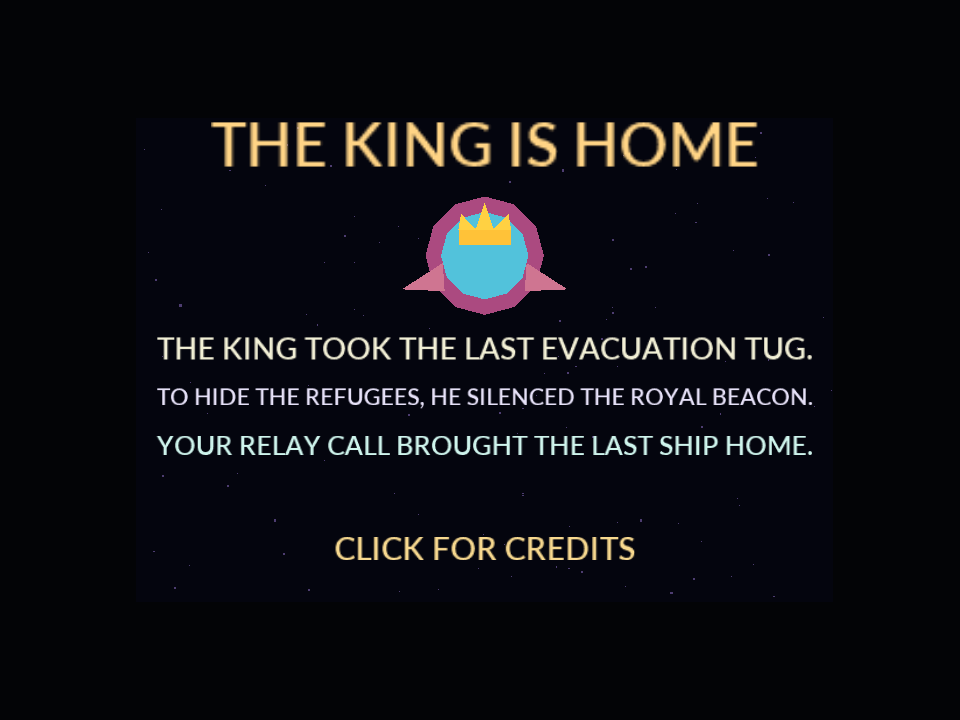 THE KING IS HOME
THE KING TOOK THE LAST EVACUATION TUG.
TO HIDE THE REFUGEES, HE SILENCED THE ROYAL BEACON.
YOUR RELAY CALL BROUGHT THE LAST SHIP HOME.
CLICK FOR CREDITS